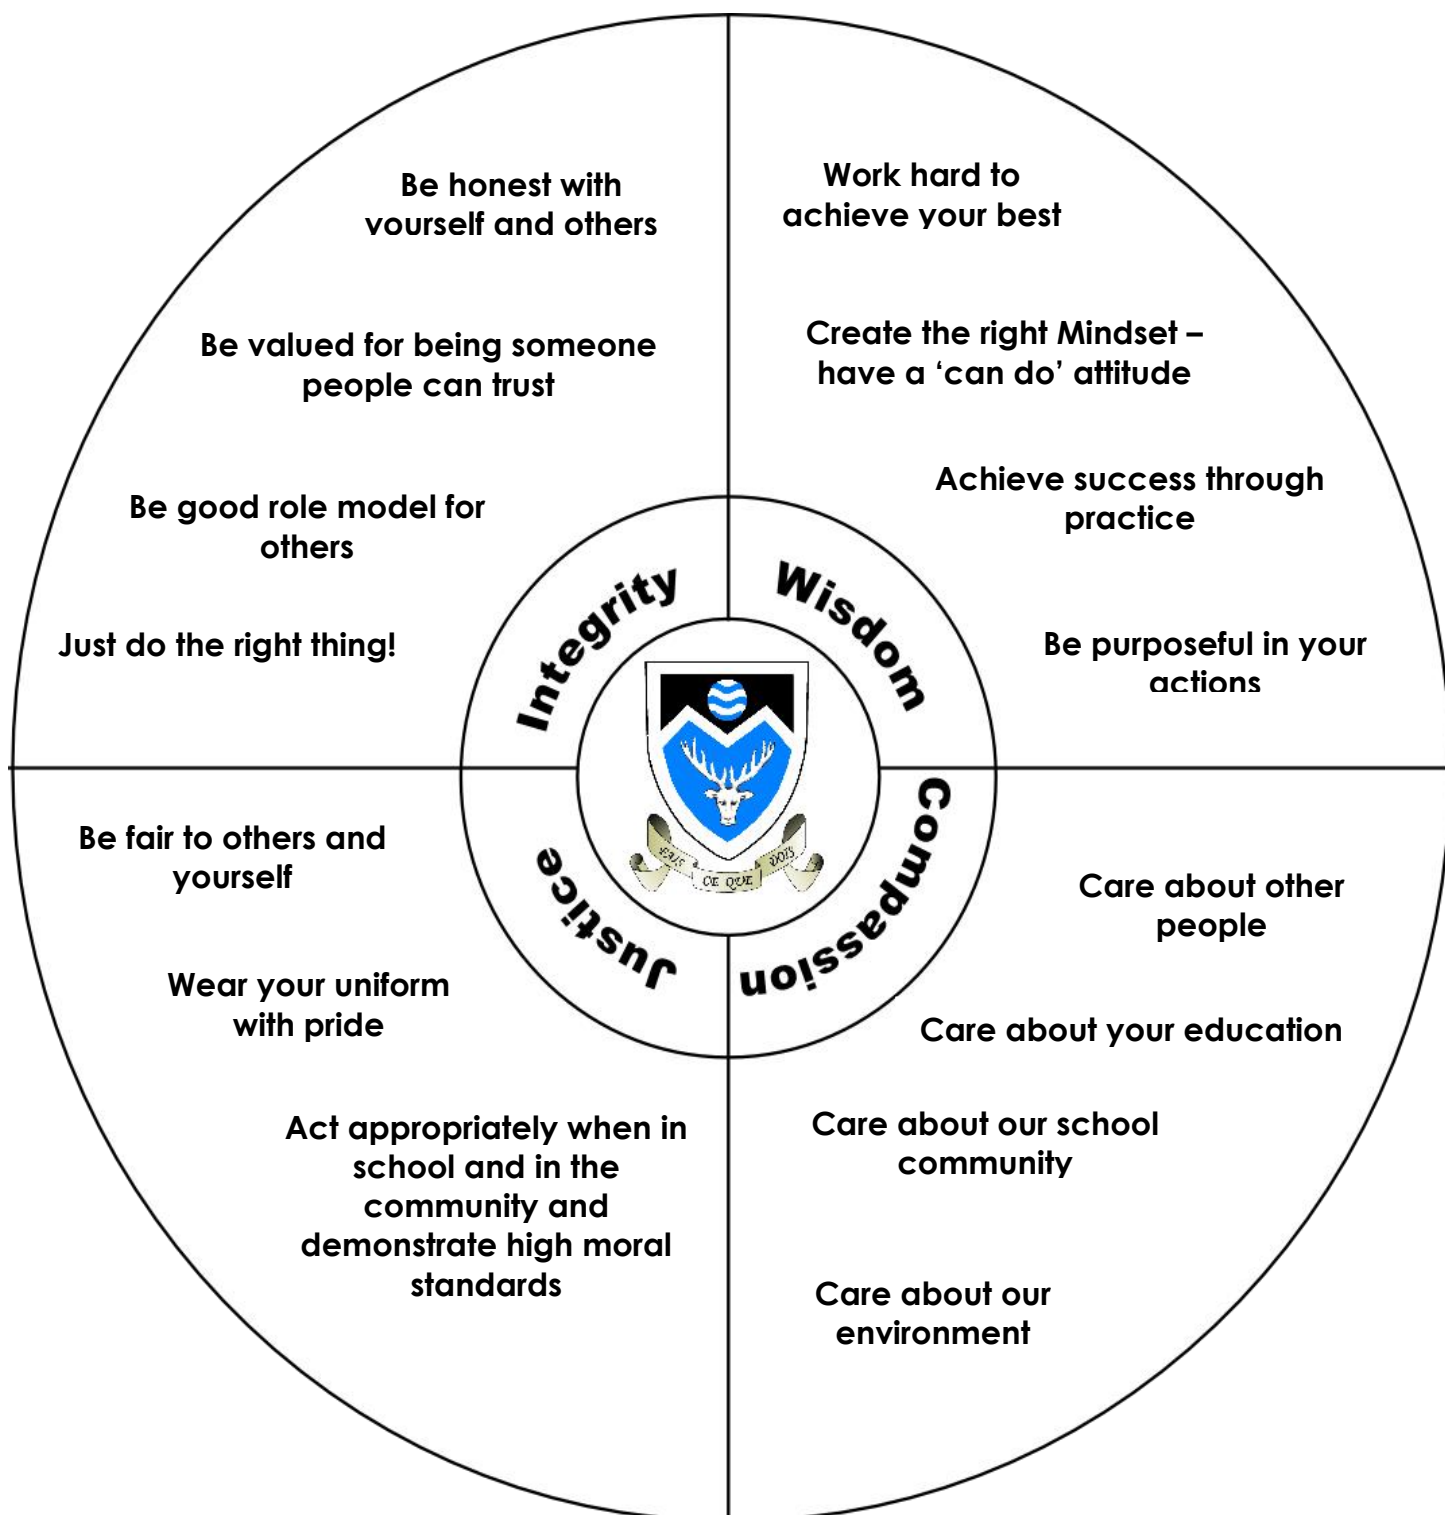 Be honest with
yourself and others
Be valued for being someone
people can trust
Be good role model for
others
Just do the right thing!
Work hard to
achieve your best
Create the right Mindset –
have a ‘can do’ attitude
Achieve success through
practice
Be purposeful in your
actions
Integrity
Wisdom
Justice
Compassion
OE QUE
DOIS
Be fair to others and
yourself
Wear your uniform
with pride
Act appropriately when in
school and in the
community and
demonstrate high moral
standards
Care about other
people
Care about your education
Care about our school
community
Care about our
environment